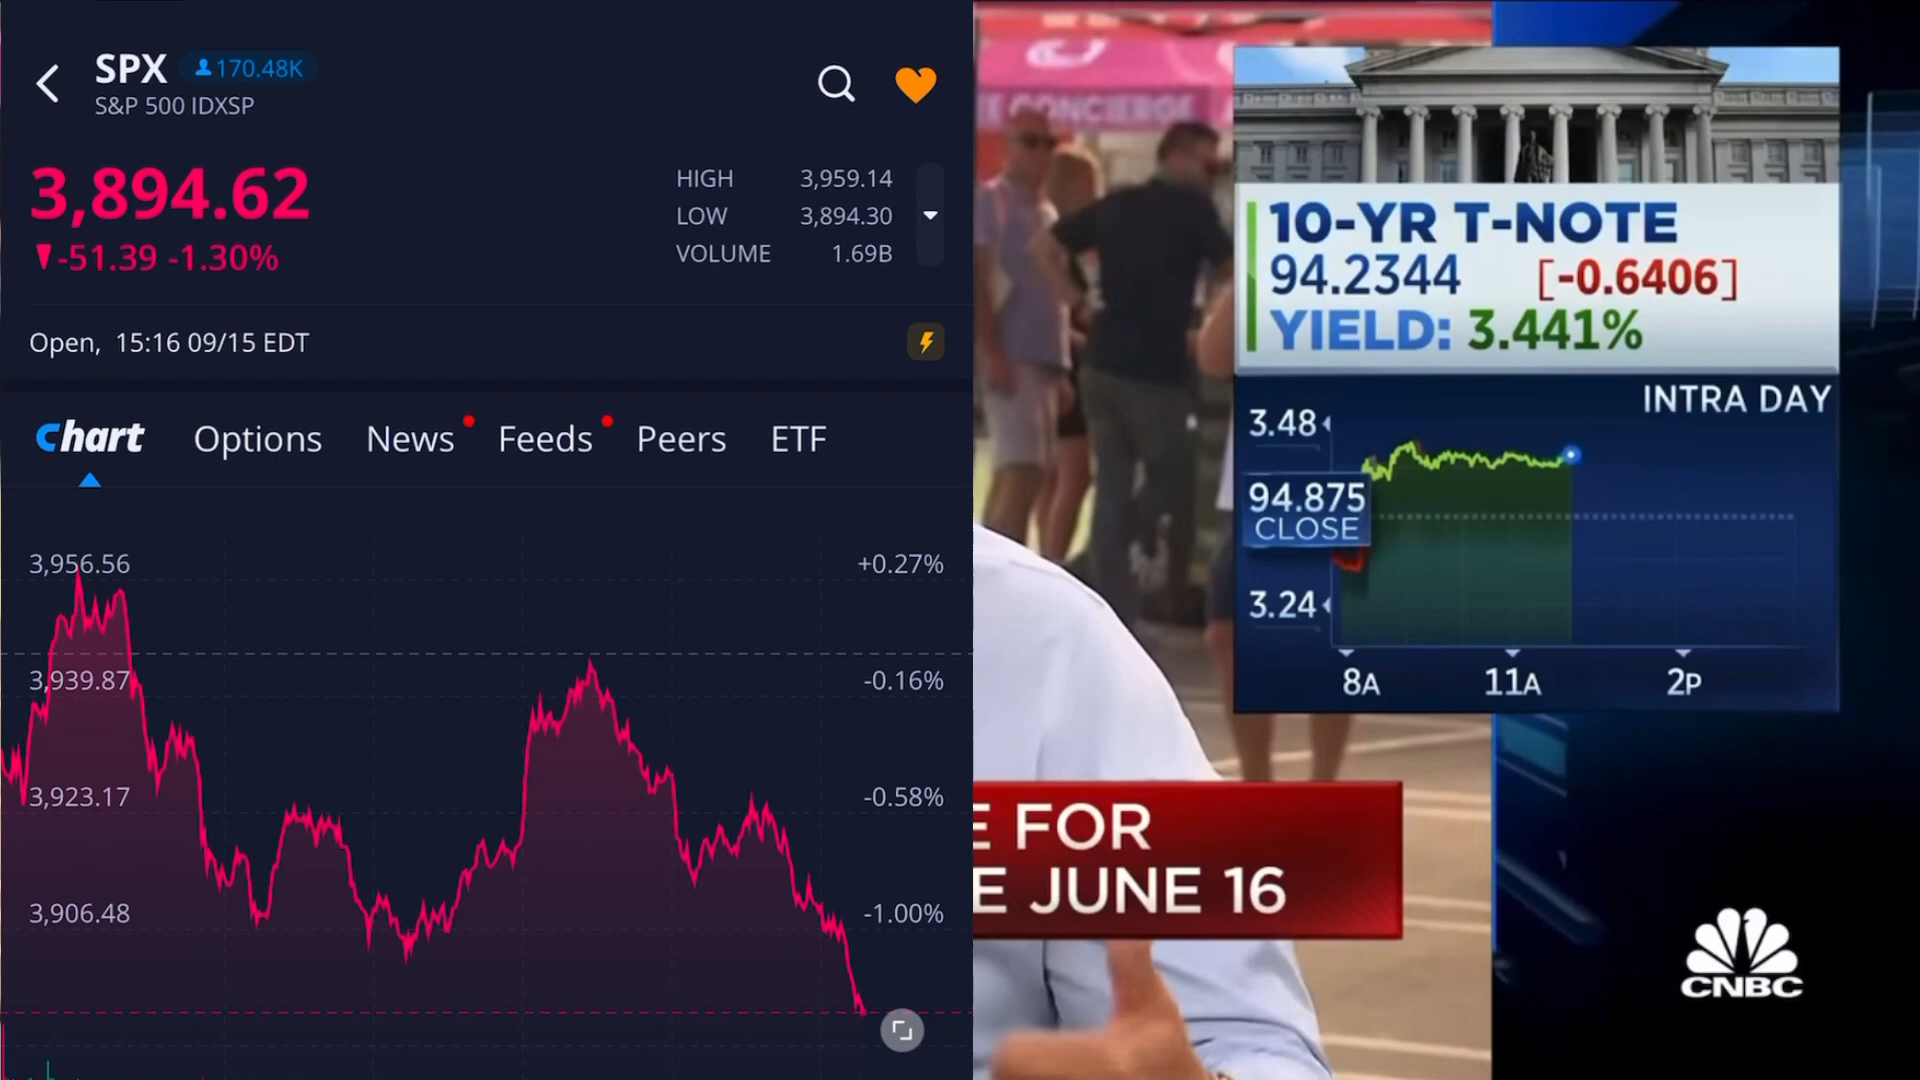 SPX 170.48K
S&P 500 IDXSP
3,894.62
-51.39 -1.30%
HIGH 3,959.14
LOW 3,894.30
VOLUME 1.69B
Open, 15:16 09/15 EDT
Chart Options News Feeds Peers ETF
3,956.56 +0.27%
3,939.87 -0.16%
3,923.17 -0.58%
3,906.48 -1.00%
CONCIERGE
10-YR T-NOTE
94.2344 [-0.6406]
YIELD: 3.441%
INTRA DAY
3.48
94.875
CLOSE
3.24
8A 11A 2P
E FOR
E JUNE 16
CNBC